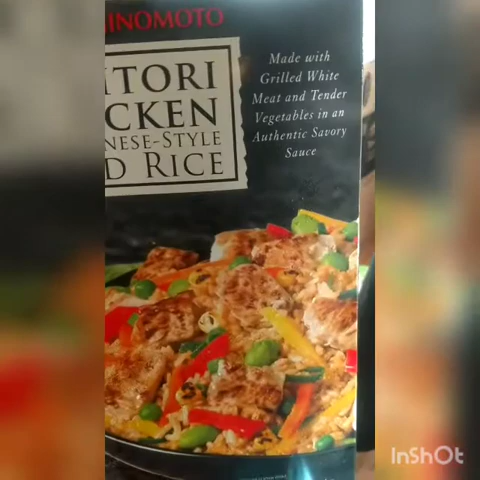 INOMOTO
ITORI
CKEN
NESE-STYLE
D RICE
Made with
Grilled White
Meat and Tender
Vegetables in an
Authentic Savory
Sauce
InShOt